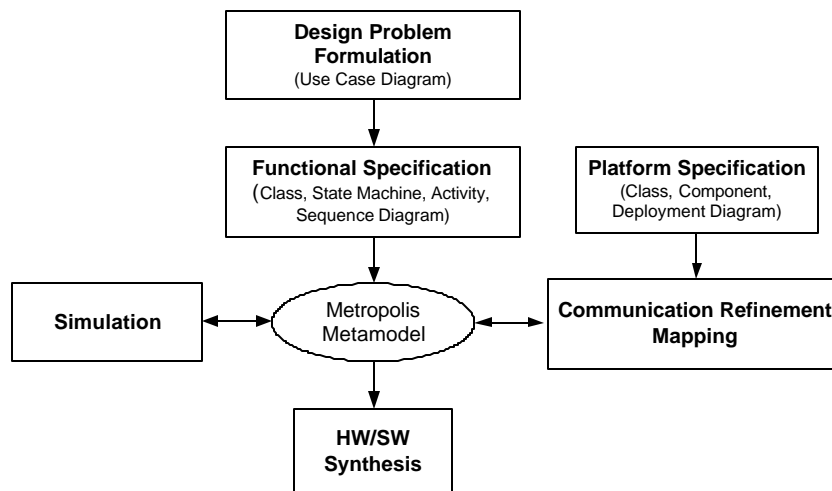 Design Problem
Formulation
(Use Case Diagram)
Functional Specification
(Class, State Machine, Activity,
Sequence Diagram)
Platform Specification
(Class, Component,
Deployment Diagram)
Simulation
Metropolis
Metamodel
Communication Refinement
Mapping
HW/SW
Synthesis